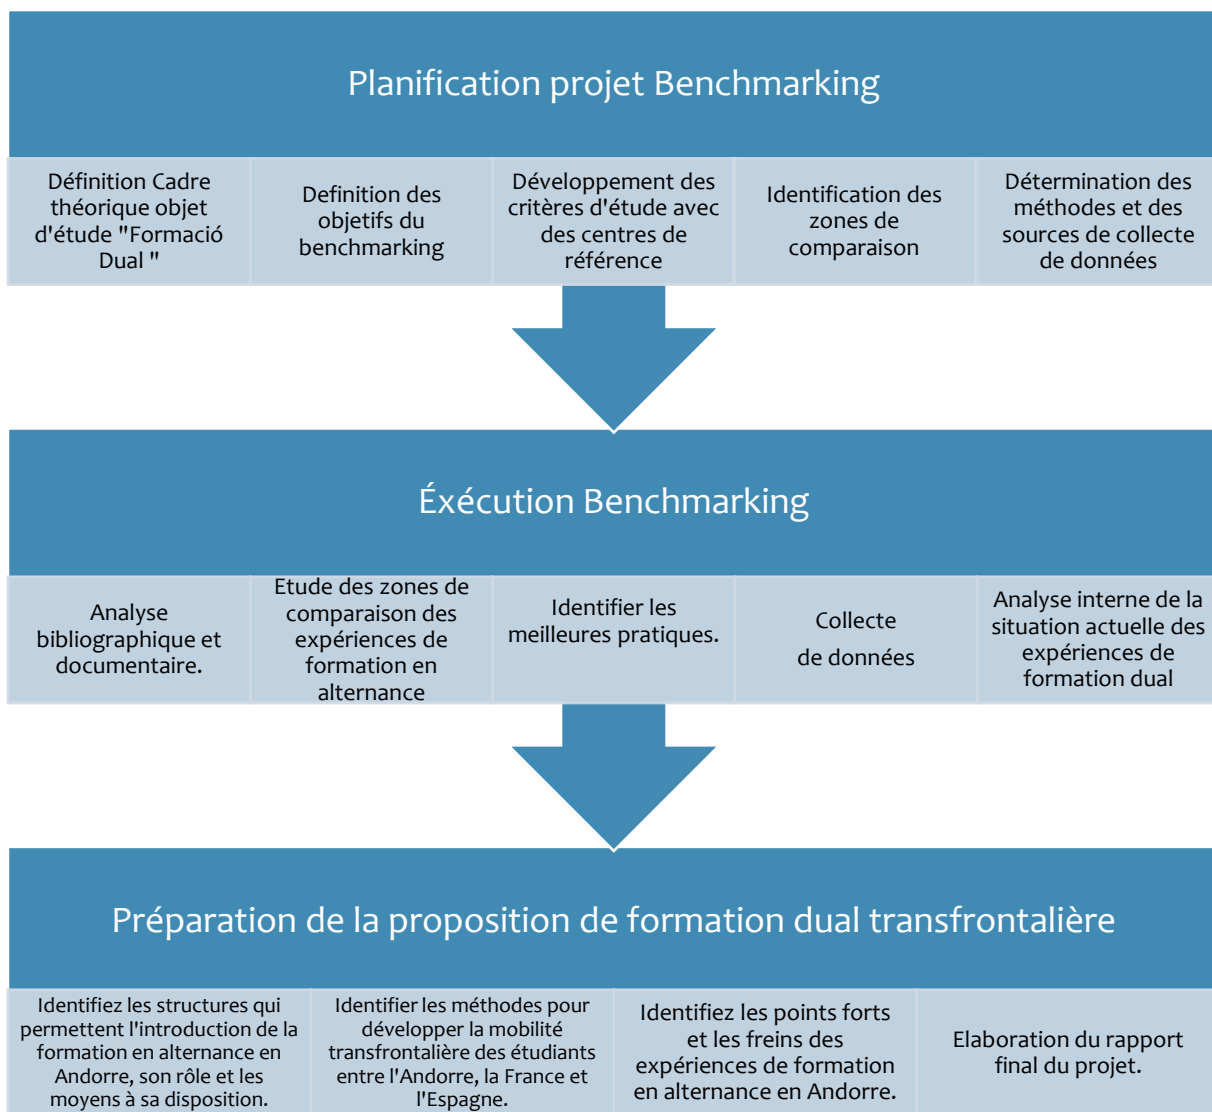 Planification projet Benchmarking
Définition Cadre
théorique objet
d'étude "Formació
Dual "
Definition des
objetifs du
benchmarking
Développement des
critères d'étude avec
des centres de
référence
Identification des
zones de
comparaison
Détermination des
méthodes et des
sources de collecte
de données
Éxécution Benchmarking
Analyse
bibliographique et
documentaire.
Etude des zones de
comparaison des
expériences de
formation en
alternance
Identifier les
meilleures pratiques.
Collecte
de données
Analyse interne de la
situation actuelle des
expériences de
formation dual
Préparation de la proposition de formation dual transfrontalière
Identifiez les structures qui
permettent l'introduction de la
formation en alternance en
Andorre, son rôle et les
moyens à sa disposition.
Identifier les méthodes pour
développer la mobilité
transfrontalière des étudiants
entre l'Andorre, la France et
l'Espagne.
Identifiez les points forts
et les freins des
expériences de formation
en alternance en Andorre.
Elaboration du rapport
final du projet.